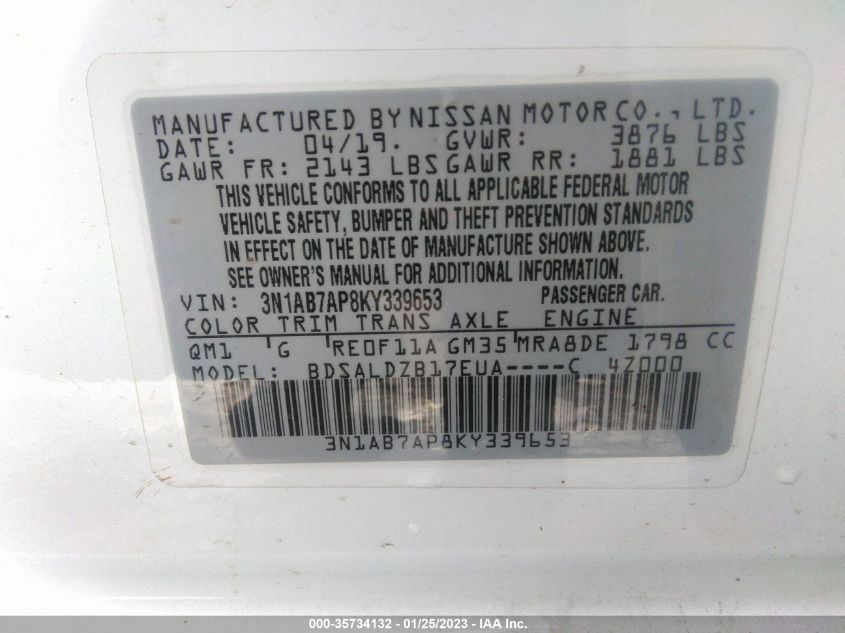 MANUFACTURED BY NISSAN MOTOR CO., LTD.
DATE: 04/19. GVWR: 3876 LBS
GAWR FR: 2143 LBS GAWR RR: 1881 LBS
THIS VEHICLE CONFORMS TO ALL APPLICABLE FEDERAL MOTOR
VEHICLE SAFETY, BUMPER AND THEFT PREVENTION STANDARDS
IN EFFECT ON THE DATE OF MANUFACTURE SHOWN ABOVE.
SEE OWNER'S MANUAL FOR ADDITIONAL INFORMATION.
VIN: 3N1AB7AP8KY339653 PASSENGER CAR.
COLOR TRIM TRANS AXLE ENGINE
QM1 G RE0F11A GM35 MRA8DE 1798 CC
MODEL: BDSALDZB17EUA----C 4Z000
3N1AB7AP8KY339653
000-35734132 - 01/25/2023 - IAA Inc.